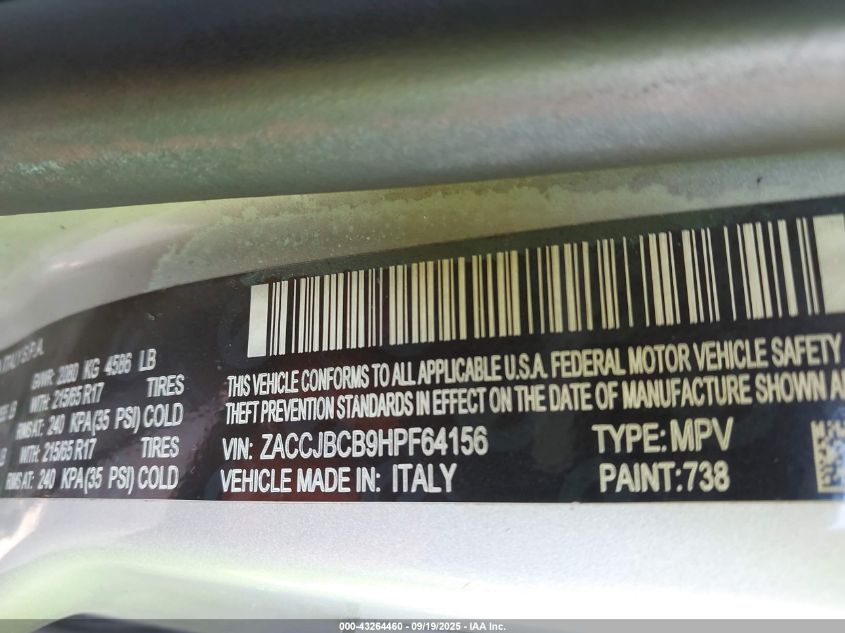 ITALY S.P.A.
GWR: 2080 KG 4586 LB
WITH: 215/65 R17 TIRES
RIMS AT: 240 KPA(35 PSI) COLD
LB WITH: 215/65 R17 TIRES
RIMS AT: 240 KPA(35 PSI) COLD
THIS VEHICLE CONFORMS TO ALL APPLICABLE U.S.A. FEDERAL MOTOR VEHICLE SAFETY
THEFT PREVENTION STANDARDS IN EFFECT ON THE DATE OF MANUFACTURE SHOWN
VIN: ZACCJBCB9HPF64156 TYPE: MPV
VEHICLE MADE IN: ITALY PAINT:738
000-43264460 - 09/19/2025 - IAA Inc.